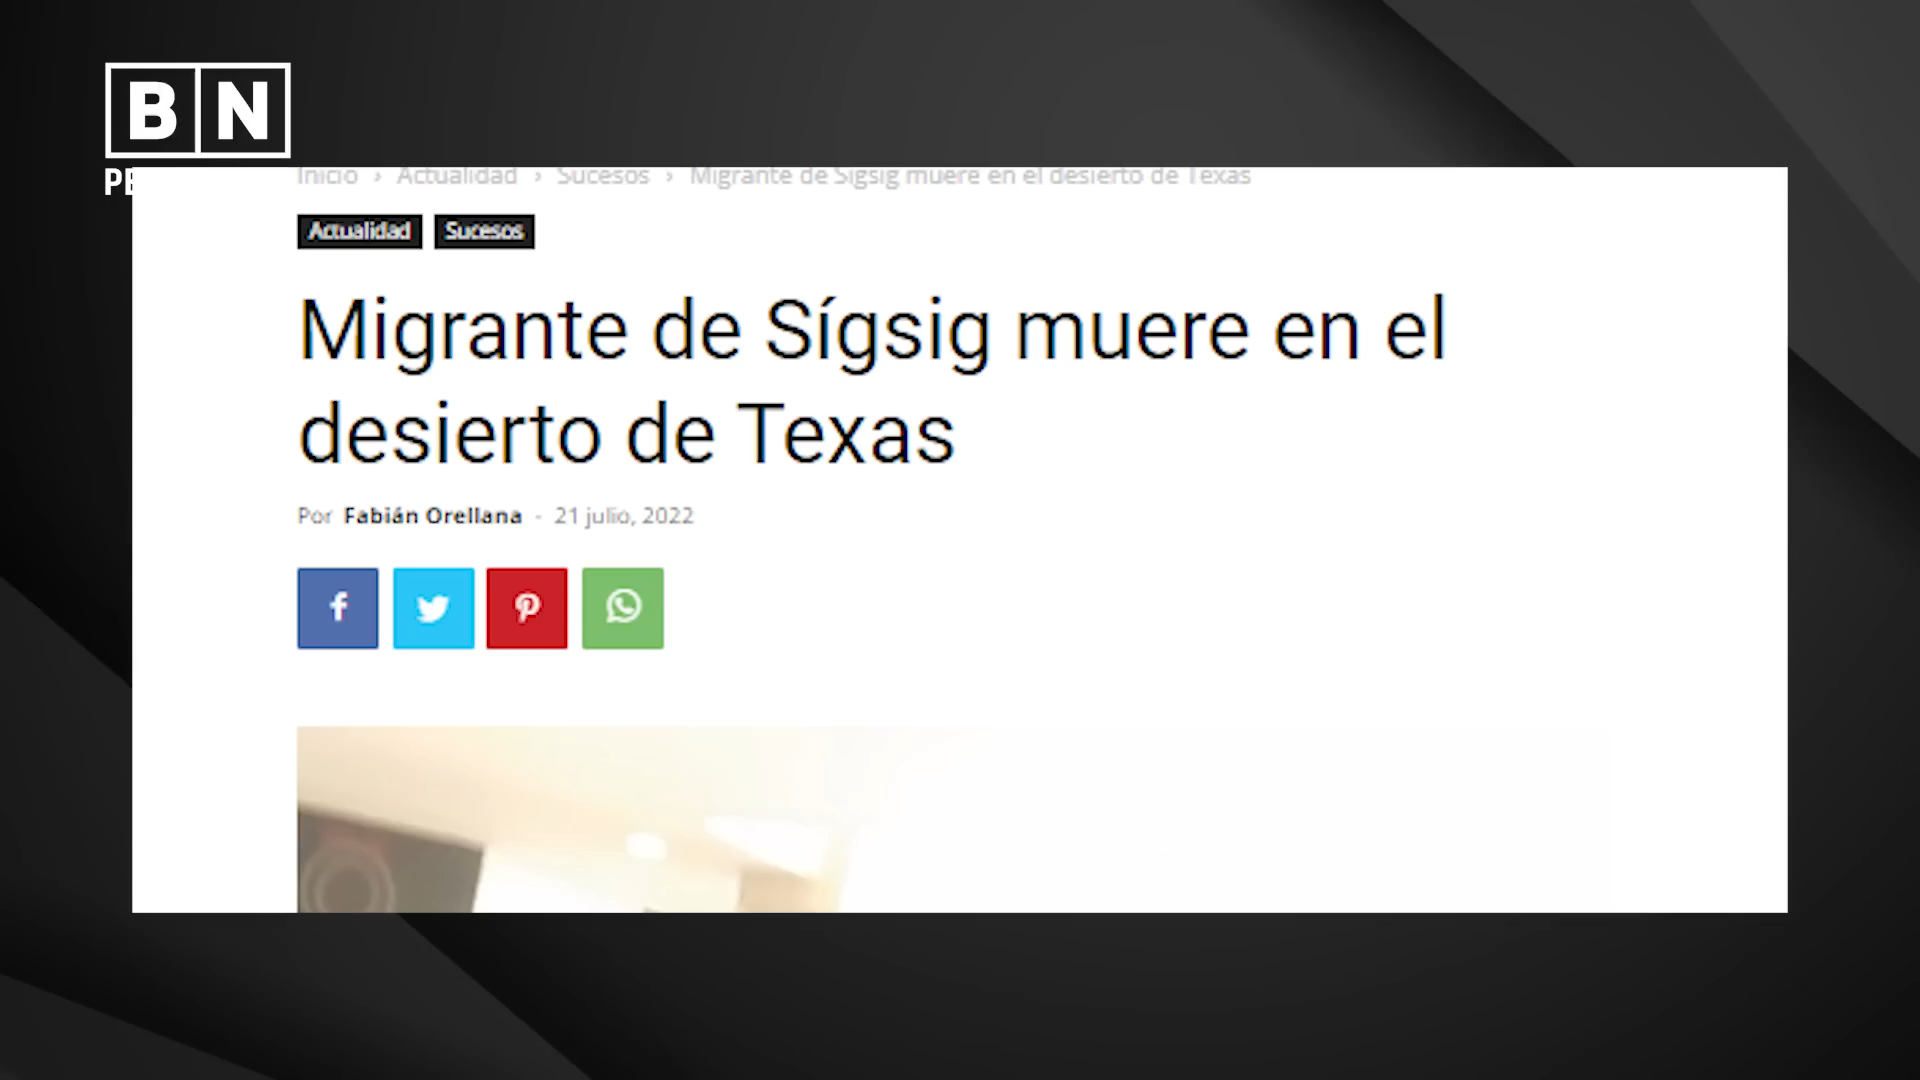 BN
Inicio › Actualidad › Sucesos › Migrante de Sígsig muere en el desierto de Texas
Actualidad Sucesos
Migrante de Sígsig muere en el
desierto de Texas
Por Fabián Orellana - 21 julio, 2022